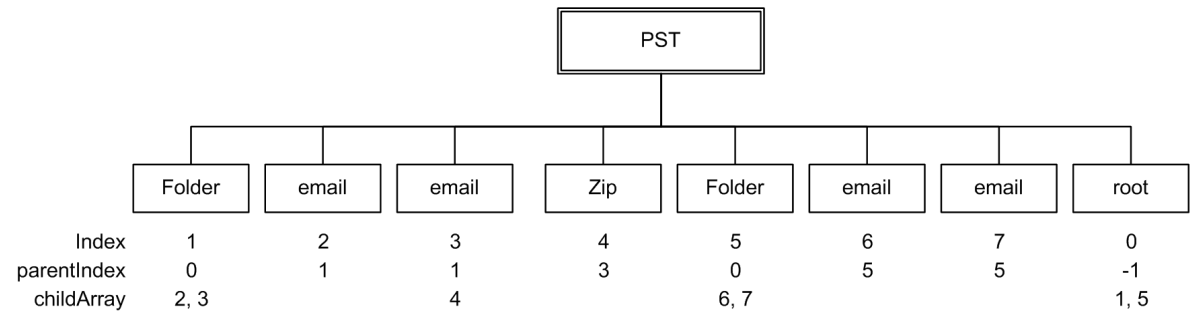 PST
Folder email email Zip Folder email email root
Index 1 2 3 4 5 6 7 0
parentIndex 0 1 1 3 0 5 5 -1
childArray 2, 3 4 6, 7 1, 5